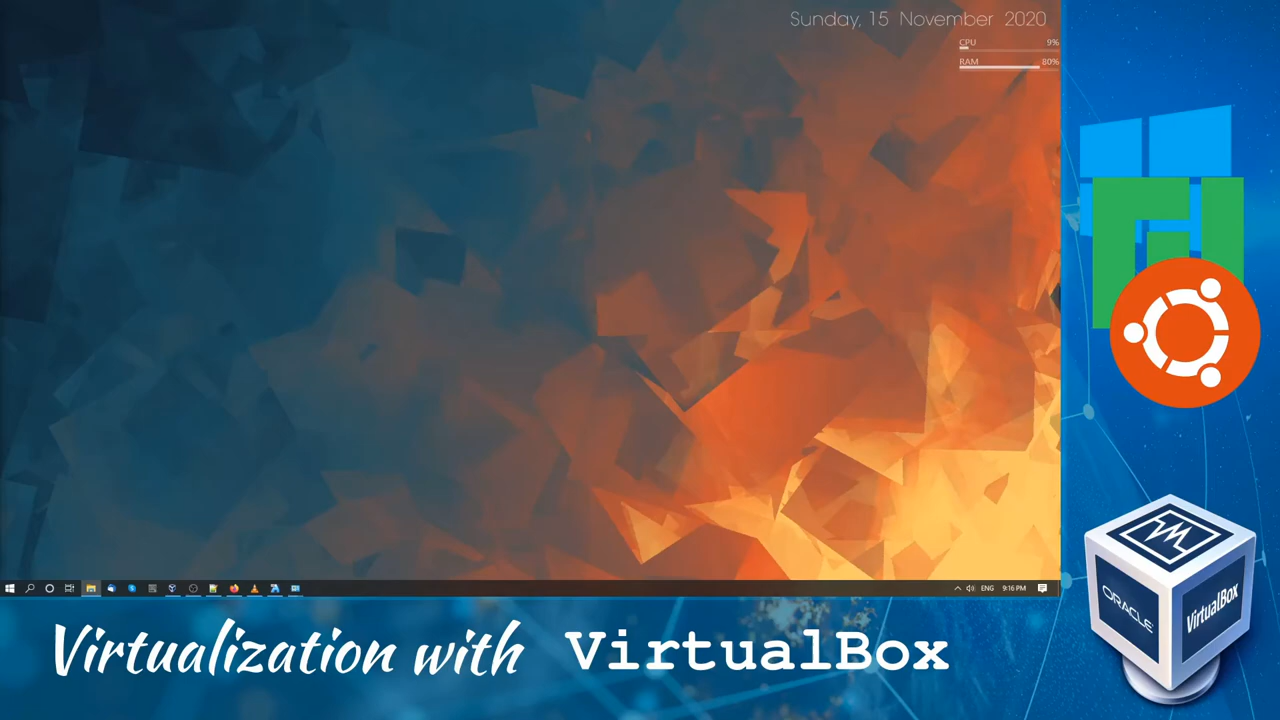 Sunday, 15 November 2020
CPU 9%
RAM 80%
ENG 9:16 PM
Virtualization with VirtualBox
ORACLE
VirtualBox